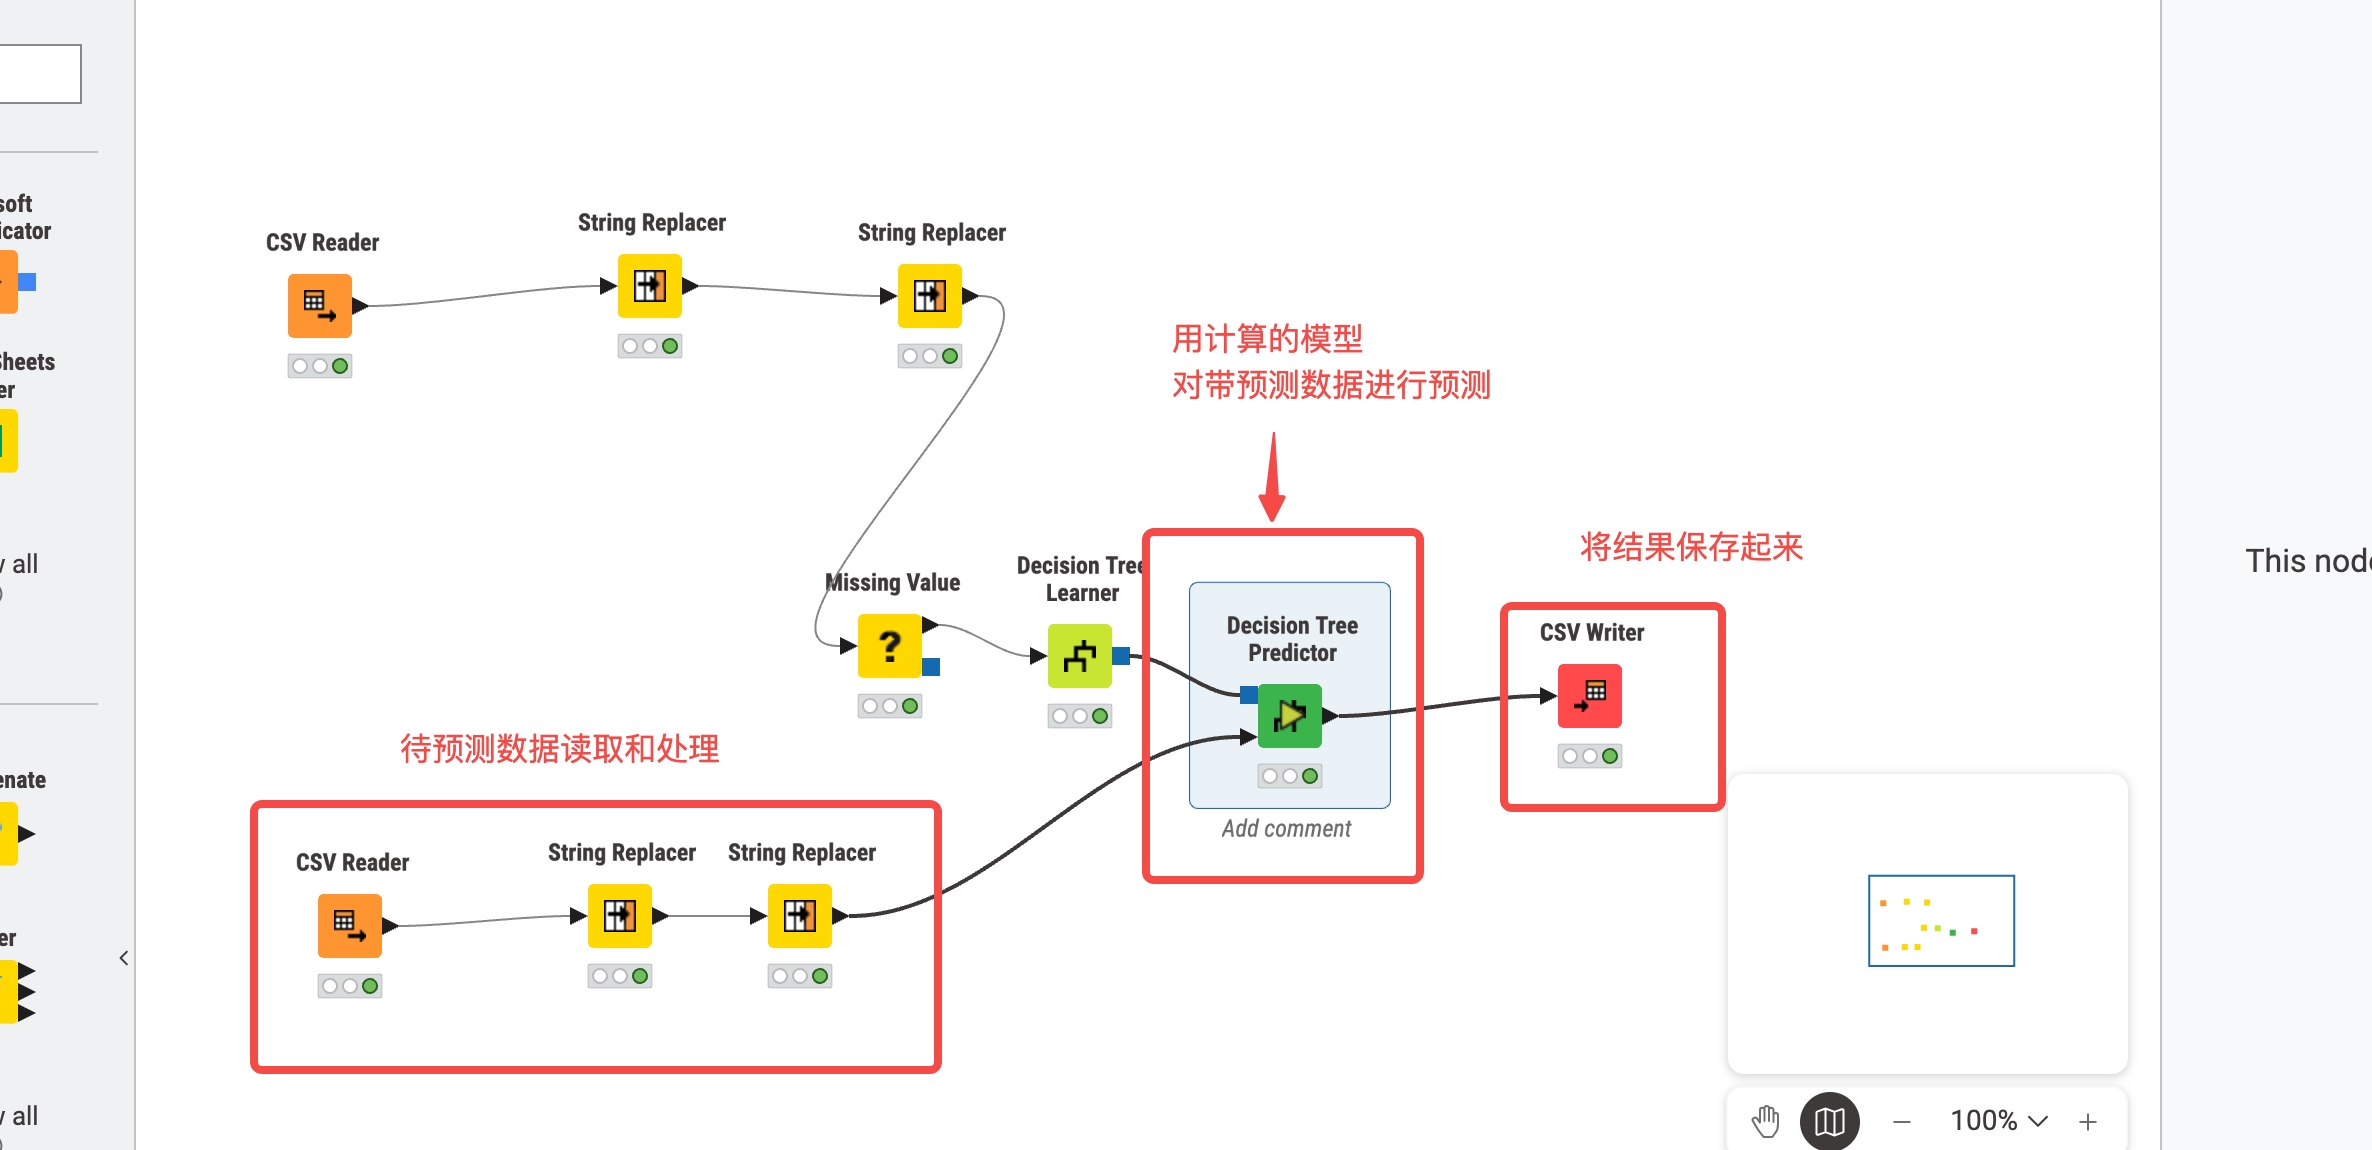 soft
icator
Sheets
er
v all
)
enate
er
v all
)
CSV Reader
String Replacer
String Replacer
用计算的模型
对带预测数据进行预测
将结果保存起来
Missing Value
Decision Tree
Learner
?
Decision Tree
Predictor
CSV Writer
Add comment
待预测数据读取和处理
CSV Reader
String Replacer
String Replacer
This node
100%